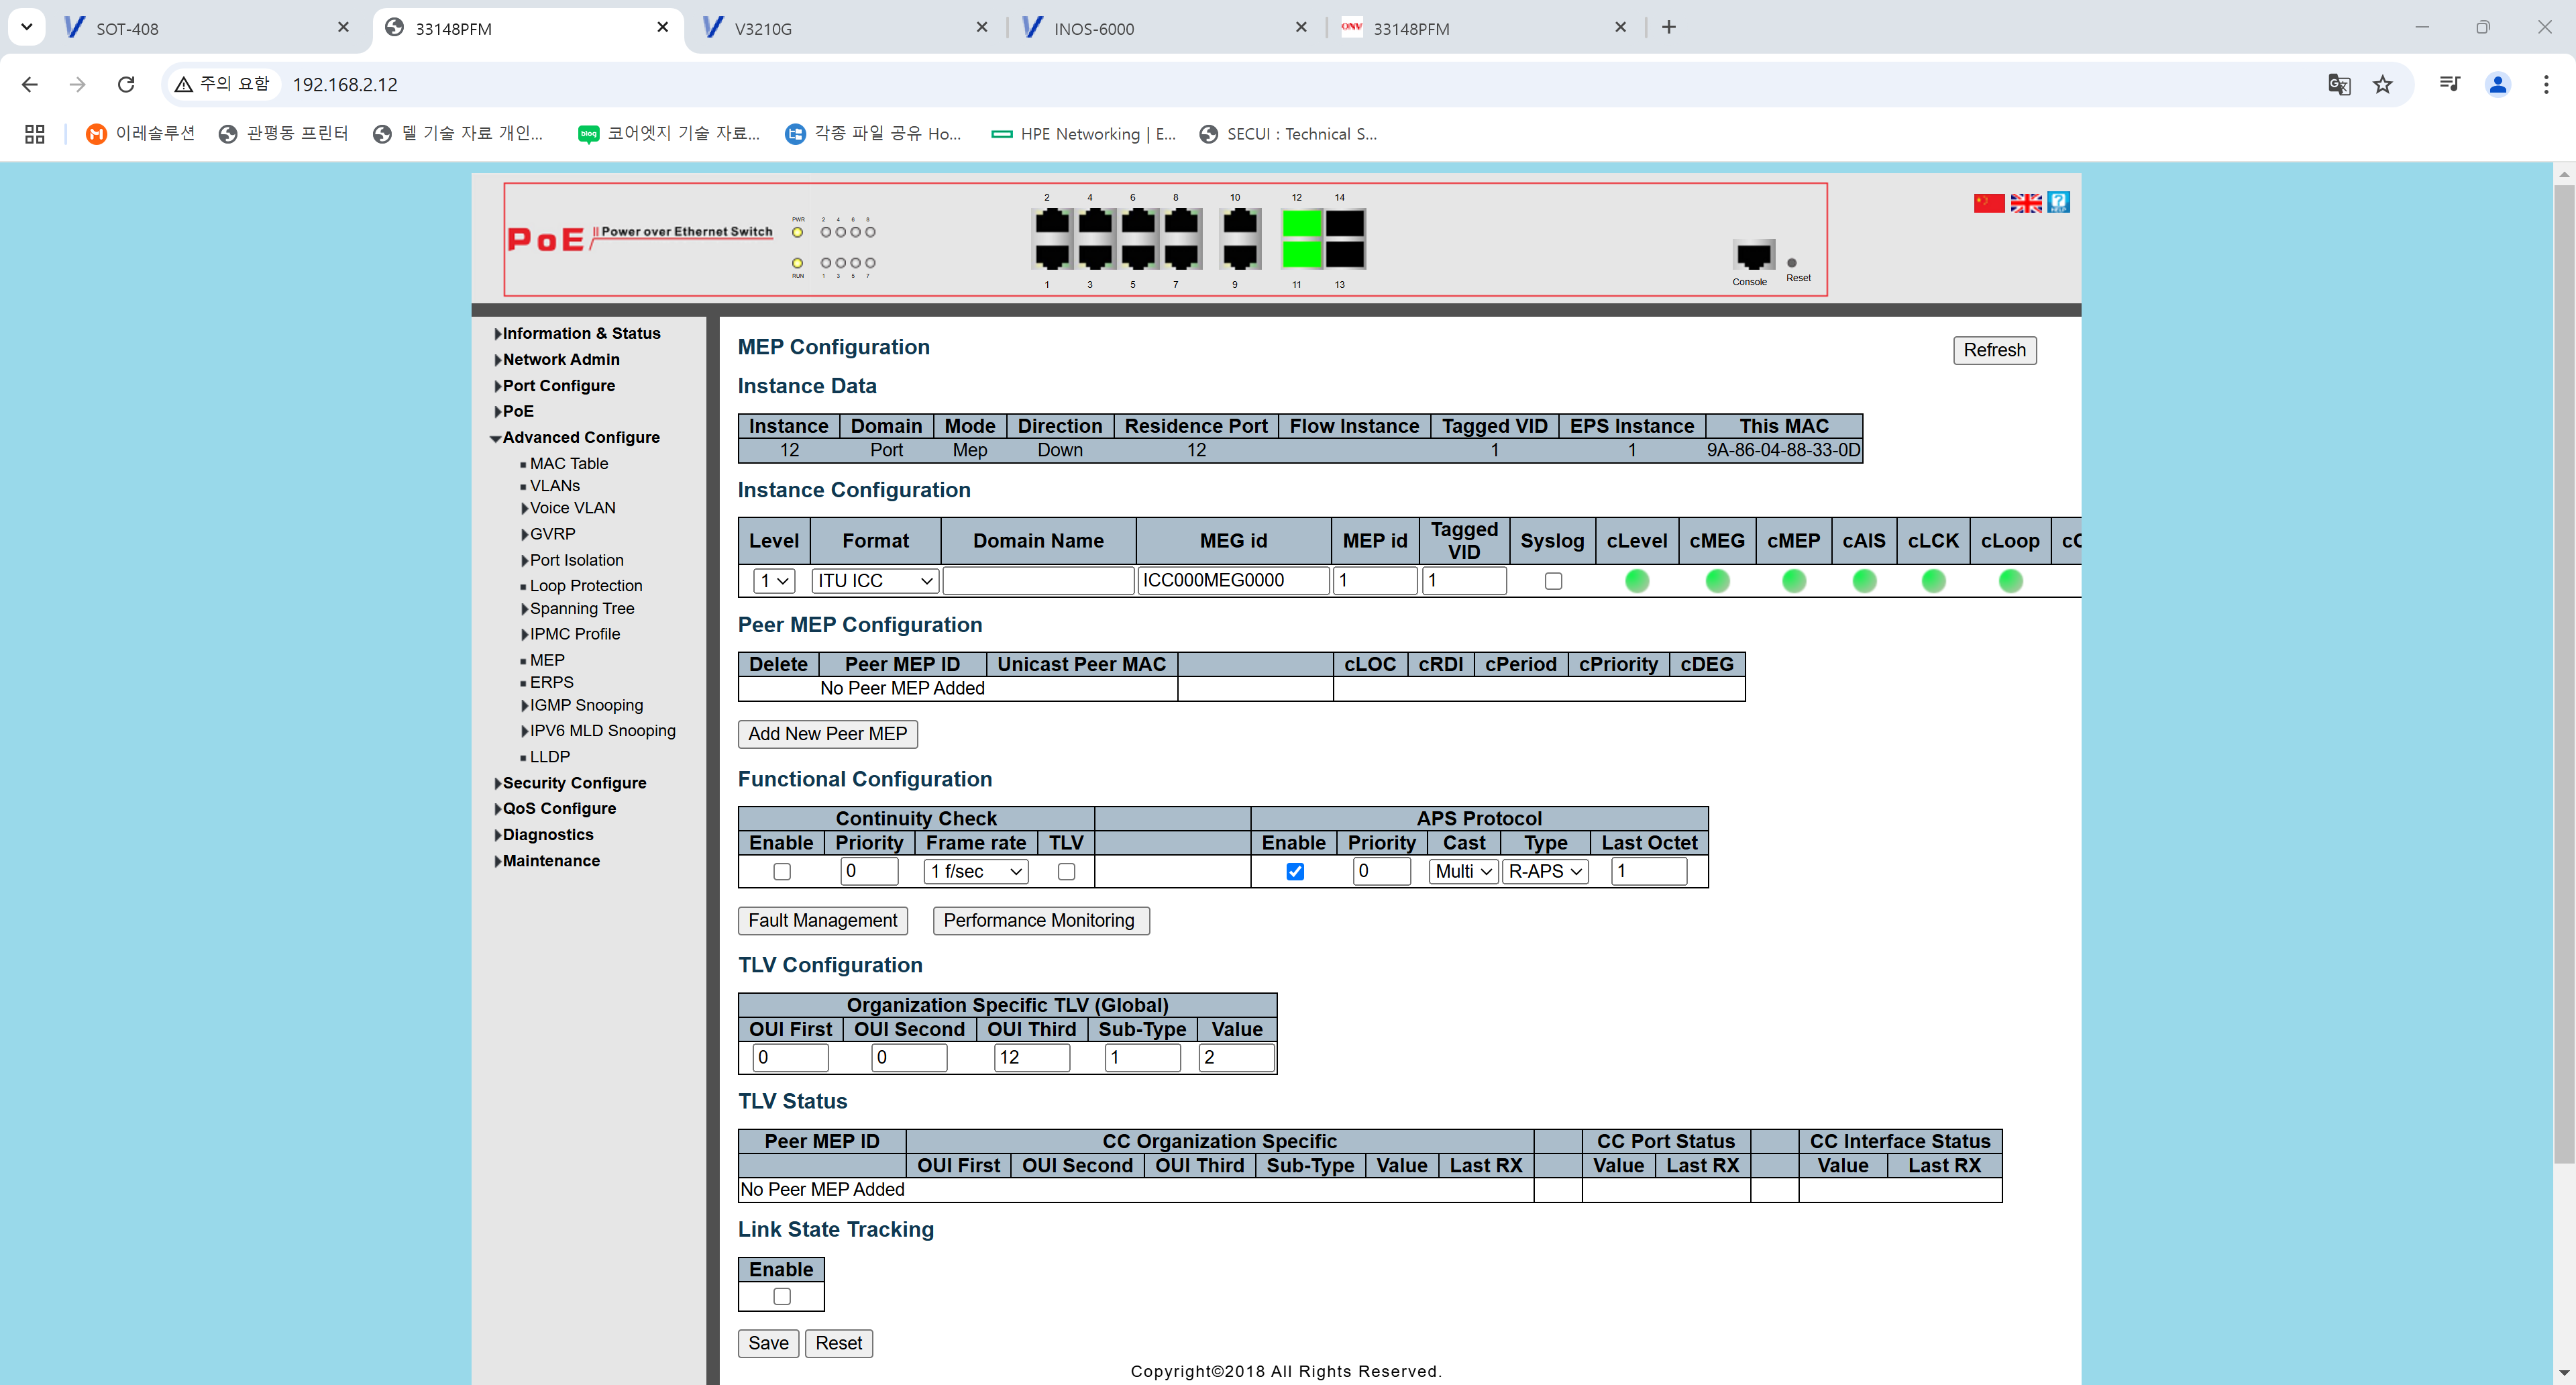 SOT-408
33148PFM
V3210G
INOS-6000
ONV 33148PFM
주의 요함 192.168.2.12
이레솔루션
관평동 프린터
델 기술 자료 개인...
blog 코어엣지 기술 자료...
각종 파일 공유 Ho...
HPE Networking | E...
SECUI : Technical S...
PoE Power over Ethernet Switch
PWR 2 4 6 8
RUN 1 3 5 7
2 4 6 8 10 12 14
1 3 5 7 9 11 13
Console
Reset
HELP
Information & Status
Network Admin
Port Configure
PoE
Advanced Configure
MAC Table
VLANs
Voice VLAN
GVRP
Port Isolation
Loop Protection
Spanning Tree
IPMC Profile
MEP
ERPS
IGMP Snooping
IPV6 MLD Snooping
LLDP
Security Configure
QoS Configure
Diagnostics
Maintenance
MEP Configuration
Refresh
Instance Data
Instance Domain Mode Direction Residence Port Flow Instance Tagged VID EPS Instance This MAC
12 Port Mep Down 12 1 1 9A-86-04-88-33-0D
Instance Configuration
Level Format Domain Name MEG id MEP id Tagged VID Syslog cLevel cMEG cMEP cAIS cLCK cLoop
1 ITU ICC ICC000MEG0000 1 1
Peer MEP Configuration
Delete Peer MEP ID Unicast Peer MAC cLOC cRDI cPeriod cPriority cDEG
No Peer MEP Added
Add New Peer MEP
Functional Configuration
Continuity Check APS Protocol
Enable Priority Frame rate TLV Enable Priority Cast Type Last Octet
0 1 f/sec 0 Multi R-APS 1
Fault Management Performance Monitoring
TLV Configuration
Organization Specific TLV (Global)
OUI First OUI Second OUI Third Sub-Type Value
0 0 12 1 2
TLV Status
Peer MEP ID CC Organization Specific CC Port Status CC Interface Status
OUI First OUI Second OUI Third Sub-Type Value Last RX Value Last RX Value Last RX
No Peer MEP Added
Link State Tracking
Enable
Save Reset
Copyright©2018 All Rights Reserved.